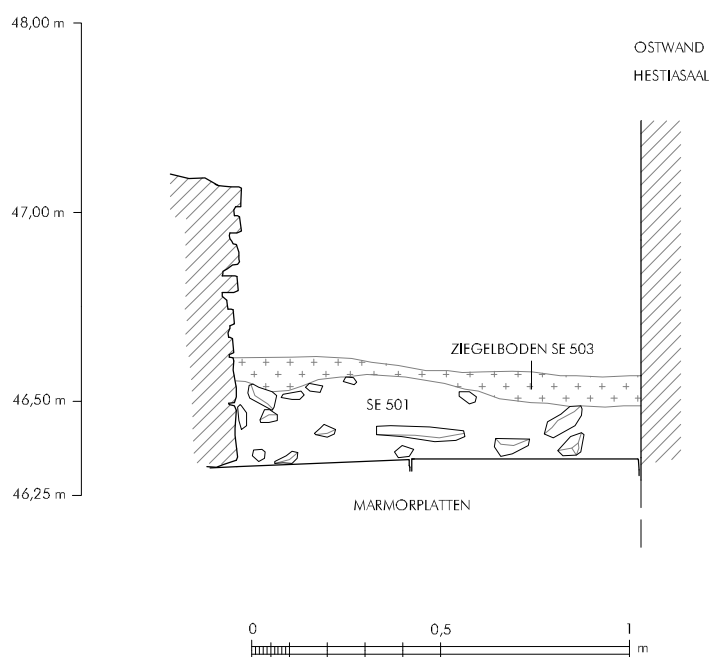 48,00 m
OSTWAND
HESTIASAAL
47,00 m
ZIEGELBODEN SE 503
46,50 m
SE 501
46,25 m
MARMORPLATTEN
0
0,5
1
m